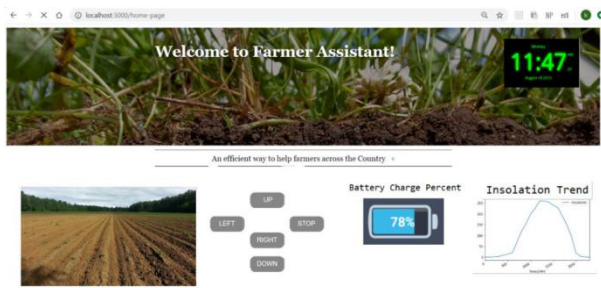 localhost:3000/home-page
Welcome to Farmer Assistant!
Monday
11:47
An efficient way to help farmers across the Country
UP
LEFT
STOP
RIGHT
DOWN
Battery Charge Percent
78%
Insolation Trend